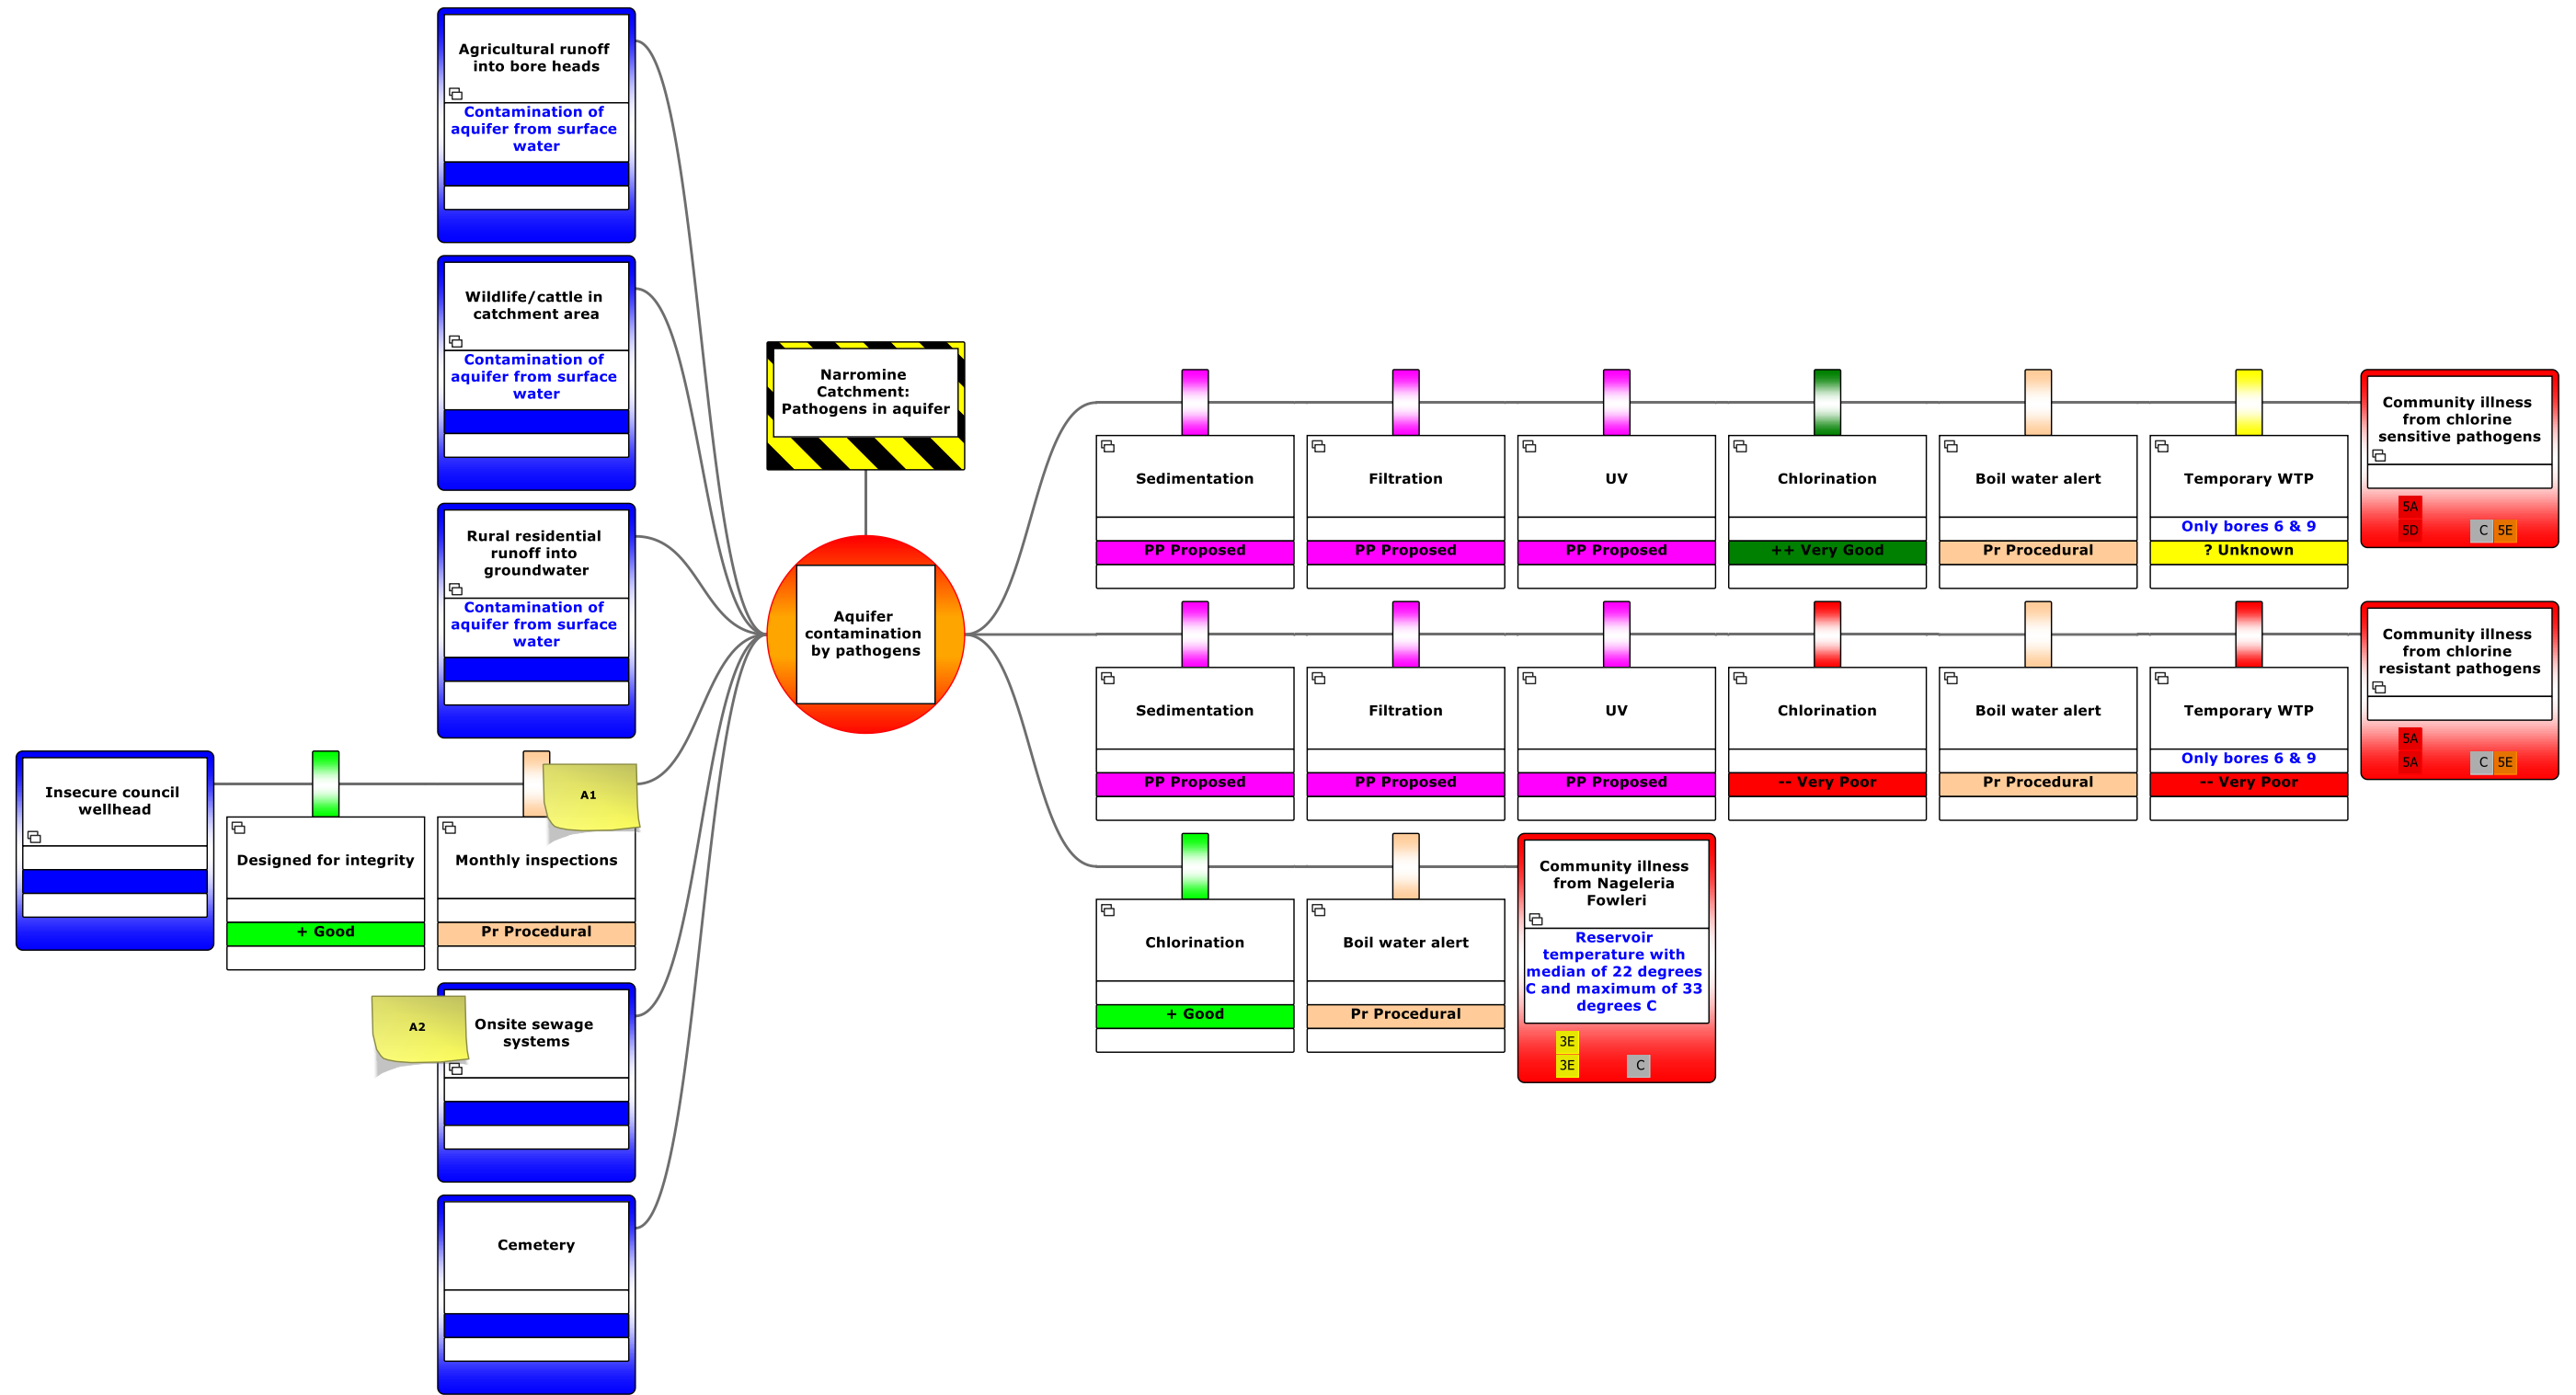 Agricultural runoff
into bore heads
Contamination of
aquifer from surface
water
Wildlife/cattle in
catchment area
Contamination of
aquifer from surface
water
Rural residential
runoff into
groundwater
Contamination of
aquifer from surface
water
Insecure council
wellhead
Designed for integrity
+ Good
A1
Monthly inspections
Pr Procedural
A2
Onsite sewage
systems
Cemetery
Narromine
Catchment:
Pathogens in aquifer
Aquifer
contamination
by pathogens
Sedimentation
PP Proposed
Filtration
PP Proposed
UV
PP Proposed
Chlorination
++ Very Good
Boil water alert
Pr Procedural
Temporary WTP
Only bores 6 & 9
? Unknown
Community illness
from chlorine
sensitive pathogens
5A
5D
C 5E
Sedimentation
PP Proposed
Filtration
PP Proposed
UV
PP Proposed
Chlorination
-- Very Poor
Boil water alert
Pr Procedural
Temporary WTP
Only bores 6 & 9
-- Very Poor
Community illness
from chlorine
resistant pathogens
5A
5A
C 5E
Chlorination
+ Good
Boil water alert
Pr Procedural
Community illness
from Nageleria
Fowleri
Reservoir
temperature with
median of 22 degrees
C and maximum of 33
degrees C
3E
3E
C